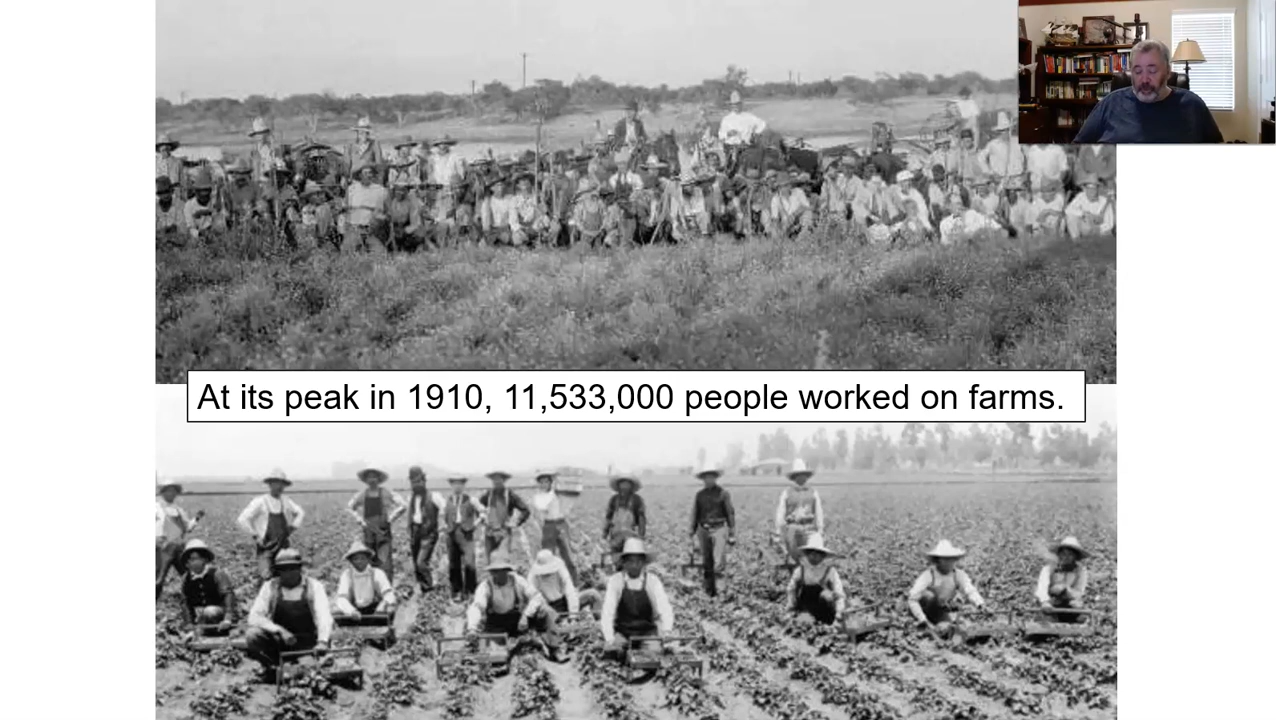 At its peak in 1910, 11,533,000 people worked on farms.